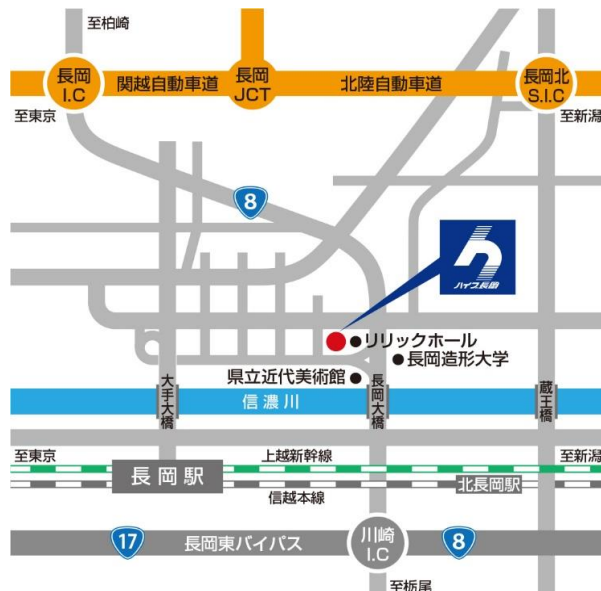 至柏崎
長岡
I.C
関越自動車道
長岡
JCT
北陸自動車道
長岡北
S.I.C
至東京
至新潟
8
ハイブ長岡
リリックホール
長岡造形大学
県立近代美術館
大手大橋
信濃川
長岡大橋
蔵王橋
至東京
上越新幹線
至新潟
長岡駅
信越本線
北長岡駅
17
長岡東バイパス
川崎
I.C
8
至栃尾